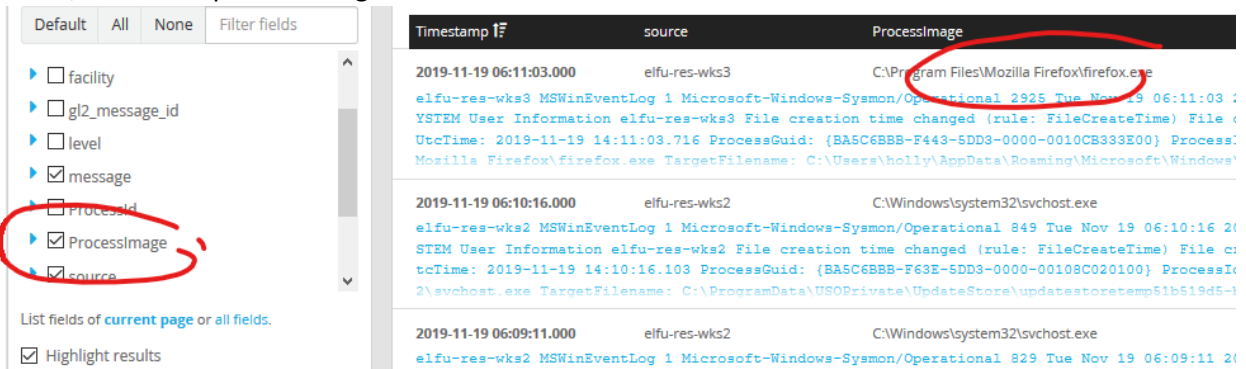 Default All None Filter fields
facility
gl2_message_id
level
message
ProcessId
ProcessImage
source
List fields of current page or all fields.
Highlight results
Timestamp source ProcessImage
2019-11-19 06:11:03.000 elfu-res-wks3 C:\Program Files\Mozilla Firefox\firefox.exe
elfu-res-wks3 MSWinEventLog 1 Microsoft-Windows-Sysmon/Operational 2925 Tue Nov 19 06:11:03 2
YSTEM User Information elfu-res-wks3 File creation time changed (rule: FileCreateTime) File c
UtcTime: 2019-11-19 14:11:03.716 ProcessGuid: {BA5C6BBB-F443-5DD3-0000-0010CB333E00} ProcessI
Mozilla Firefox\firefox.exe TargetFilename: C:\Users\holly\AppData\Roaming\Microsoft\Windows\
2019-11-19 06:10:16.000 elfu-res-wks2 C:\Windows\system32\svchost.exe
elfu-res-wks2 MSWinEventLog 1 Microsoft-Windows-Sysmon/Operational 849 Tue Nov 19 06:10:16 20
STEM User Information elfu-res-wks2 File creation time changed (rule: FileCreateTime) File cr
tcTime: 2019-11-19 14:10:16.103 ProcessGuid: {BA5C6BBB-F63E-5DD3-0000-00108C020100} ProcessId
2\svchost.exe TargetFilename: C:\ProgramData\USOPrivate\UpdateStore\updatestoretemp51b519d5-b
2019-11-19 06:09:11.000 elfu-res-wks2 C:\Windows\system32\svchost.exe
elfu-res-wks2 MSWinEventLog 1 Microsoft-Windows-Sysmon/Operational 829 Tue Nov 19 06:09:11 20